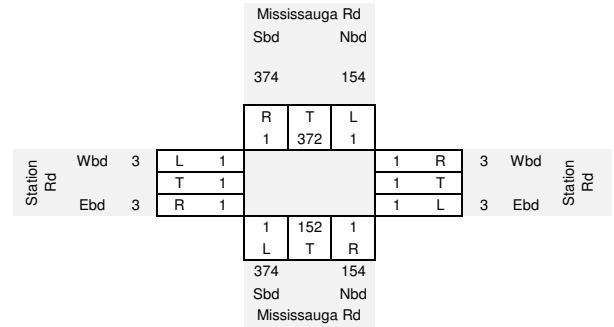 Mississauga Rd
Sbd Nbd
374 154
R T L
1 372 1
Station Rd Wbd 3 L 1 1 R 3 Wbd Station Rd
T 1 1 T
Ebd 3 R 1 1 L 3 Ebd
1 152 1
L T R
374 154
Sbd Nbd
Mississauga Rd